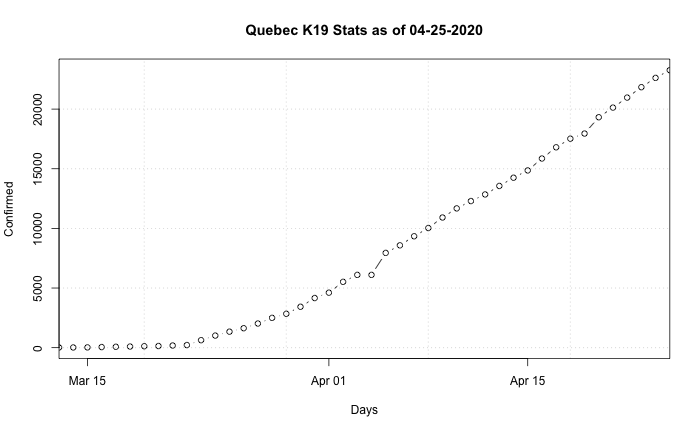 Quebec K19 Stats as of 04-25-2020
20000
15000
10000
5000
0
Confirmed
Mar 15 Apr 01 Apr 15
Days